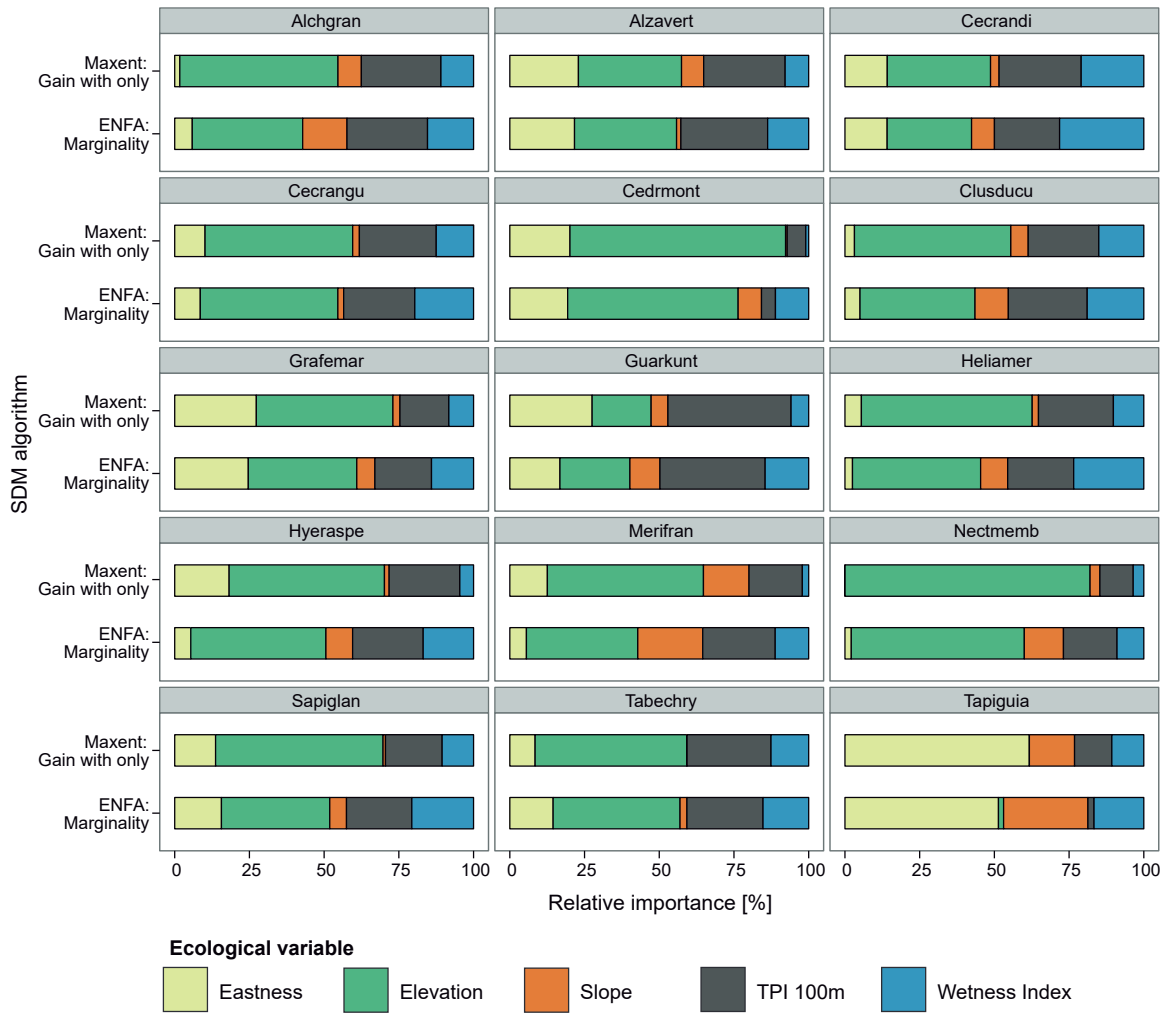 Alchgran Alzavert Cecrandi
Maxent:
Gain with only
ENFA:
Marginality
Cecrangu Cedrmont Clusducu
Maxent:
Gain with only
ENFA:
Marginality
Grafemar Guarkunt Heliamer
Maxent:
Gain with only
ENFA:
Marginality
Hyeraspe Merifran Nectmemb
Maxent:
Gain with only
ENFA:
Marginality
Sapiglan Tabechry Tapiguia
Maxent:
Gain with only
ENFA:
Marginality
SDM algorithm
0 25 50 75 100 0 25 50 75 100 0 25 50 75 100
Relative importance [%]
Ecological variable
Eastness Elevation Slope TPI 100m Wetness Index